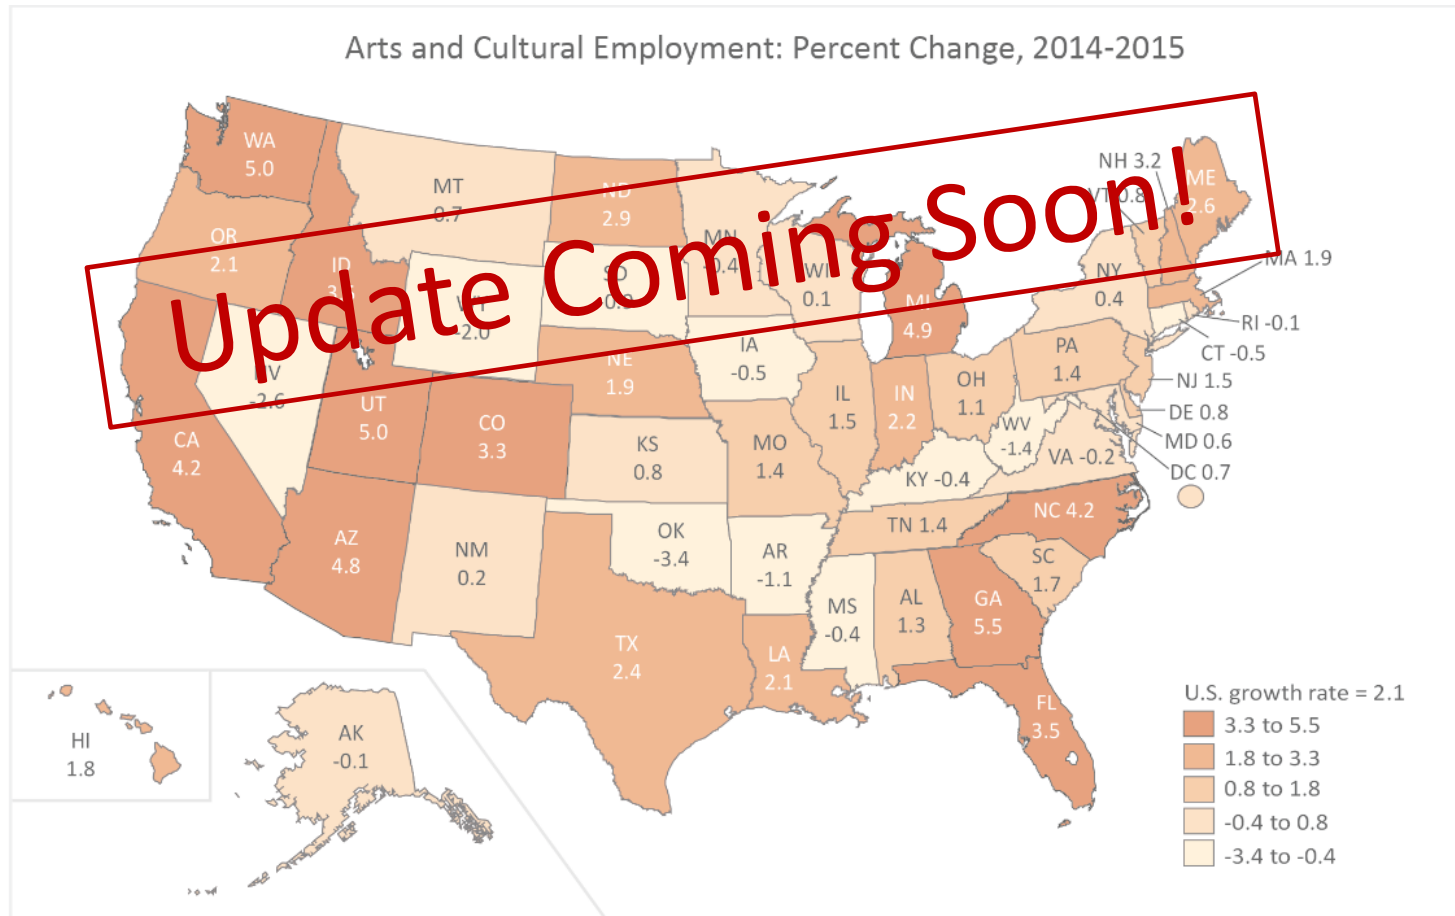 Arts and Cultural Employment: Percent Change, 2014-2015
Update Coming Soon!
WA
5.0
MT
0.7
ND
2.9
OR
2.1
ID
MN
WI
0.1
MI
4.9
NH 3.2
VT 0.8
ME
2.6
NY
0.4
MA 1.9
RI -0.1
CT -0.5
SD
WY
-2.0
NV
-2.6
UT
5.0
CO
3.3
NE
1.9
IA
-0.5
IL
1.5
IN
2.2
OH
1.1
PA
1.4
NJ 1.5
DE 0.8
MD 0.6
DC 0.7
CA
4.2
KS
0.8
MO
1.4
WV
-1.4
VA -0.2
KY -0.4
NC 4.2
TN 1.4
SC
1.7
AZ
4.8
NM
0.2
OK
-3.4
AR
-1.1
MS
-0.4
AL
1.3
GA
5.5
TX
2.4
LA
2.1
FL
3.5
HI
1.8
AK
-0.1
U.S. growth rate = 2.1
3.3 to 5.5
1.8 to 3.3
0.8 to 1.8
-0.4 to 0.8
-3.4 to -0.4